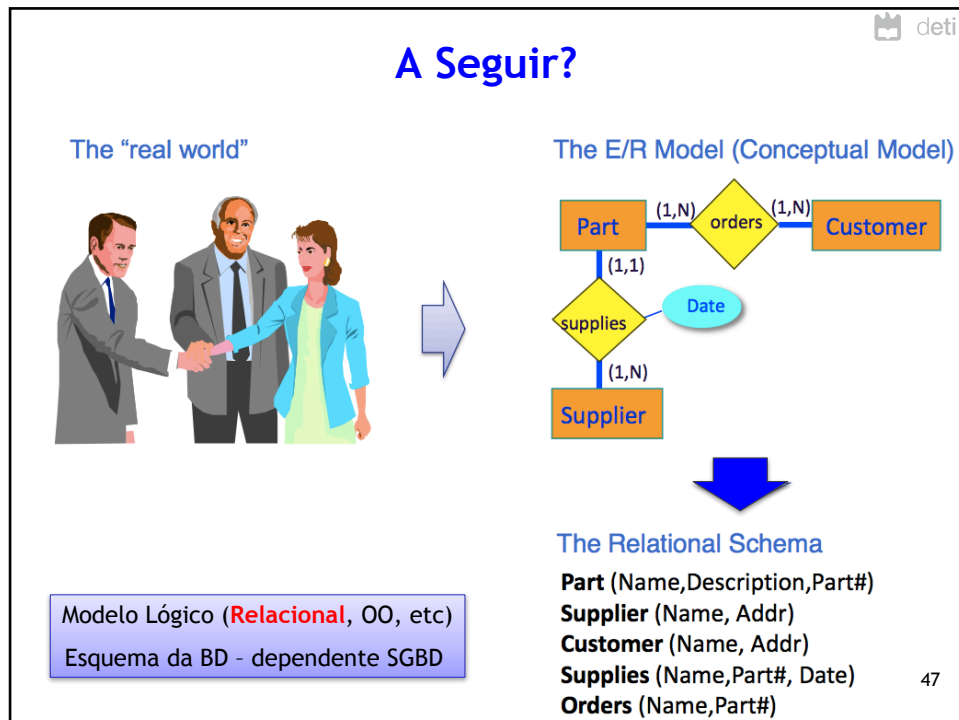 deti
A Seguir?
The “real world”
The E/R Model (Conceptual Model)
Part
(1,N)
orders
(1,N)
Customer
(1,1)
supplies
Date
(1,N)
Supplier
The Relational Schema
Part (Name,Description,Part#)
Supplier (Name, Addr)
Customer (Name, Addr)
Supplies (Name,Part#, Date)
Orders (Name,Part#)
Modelo Lógico (Relacional, OO, etc)
Esquema da BD – dependente SGBD
47